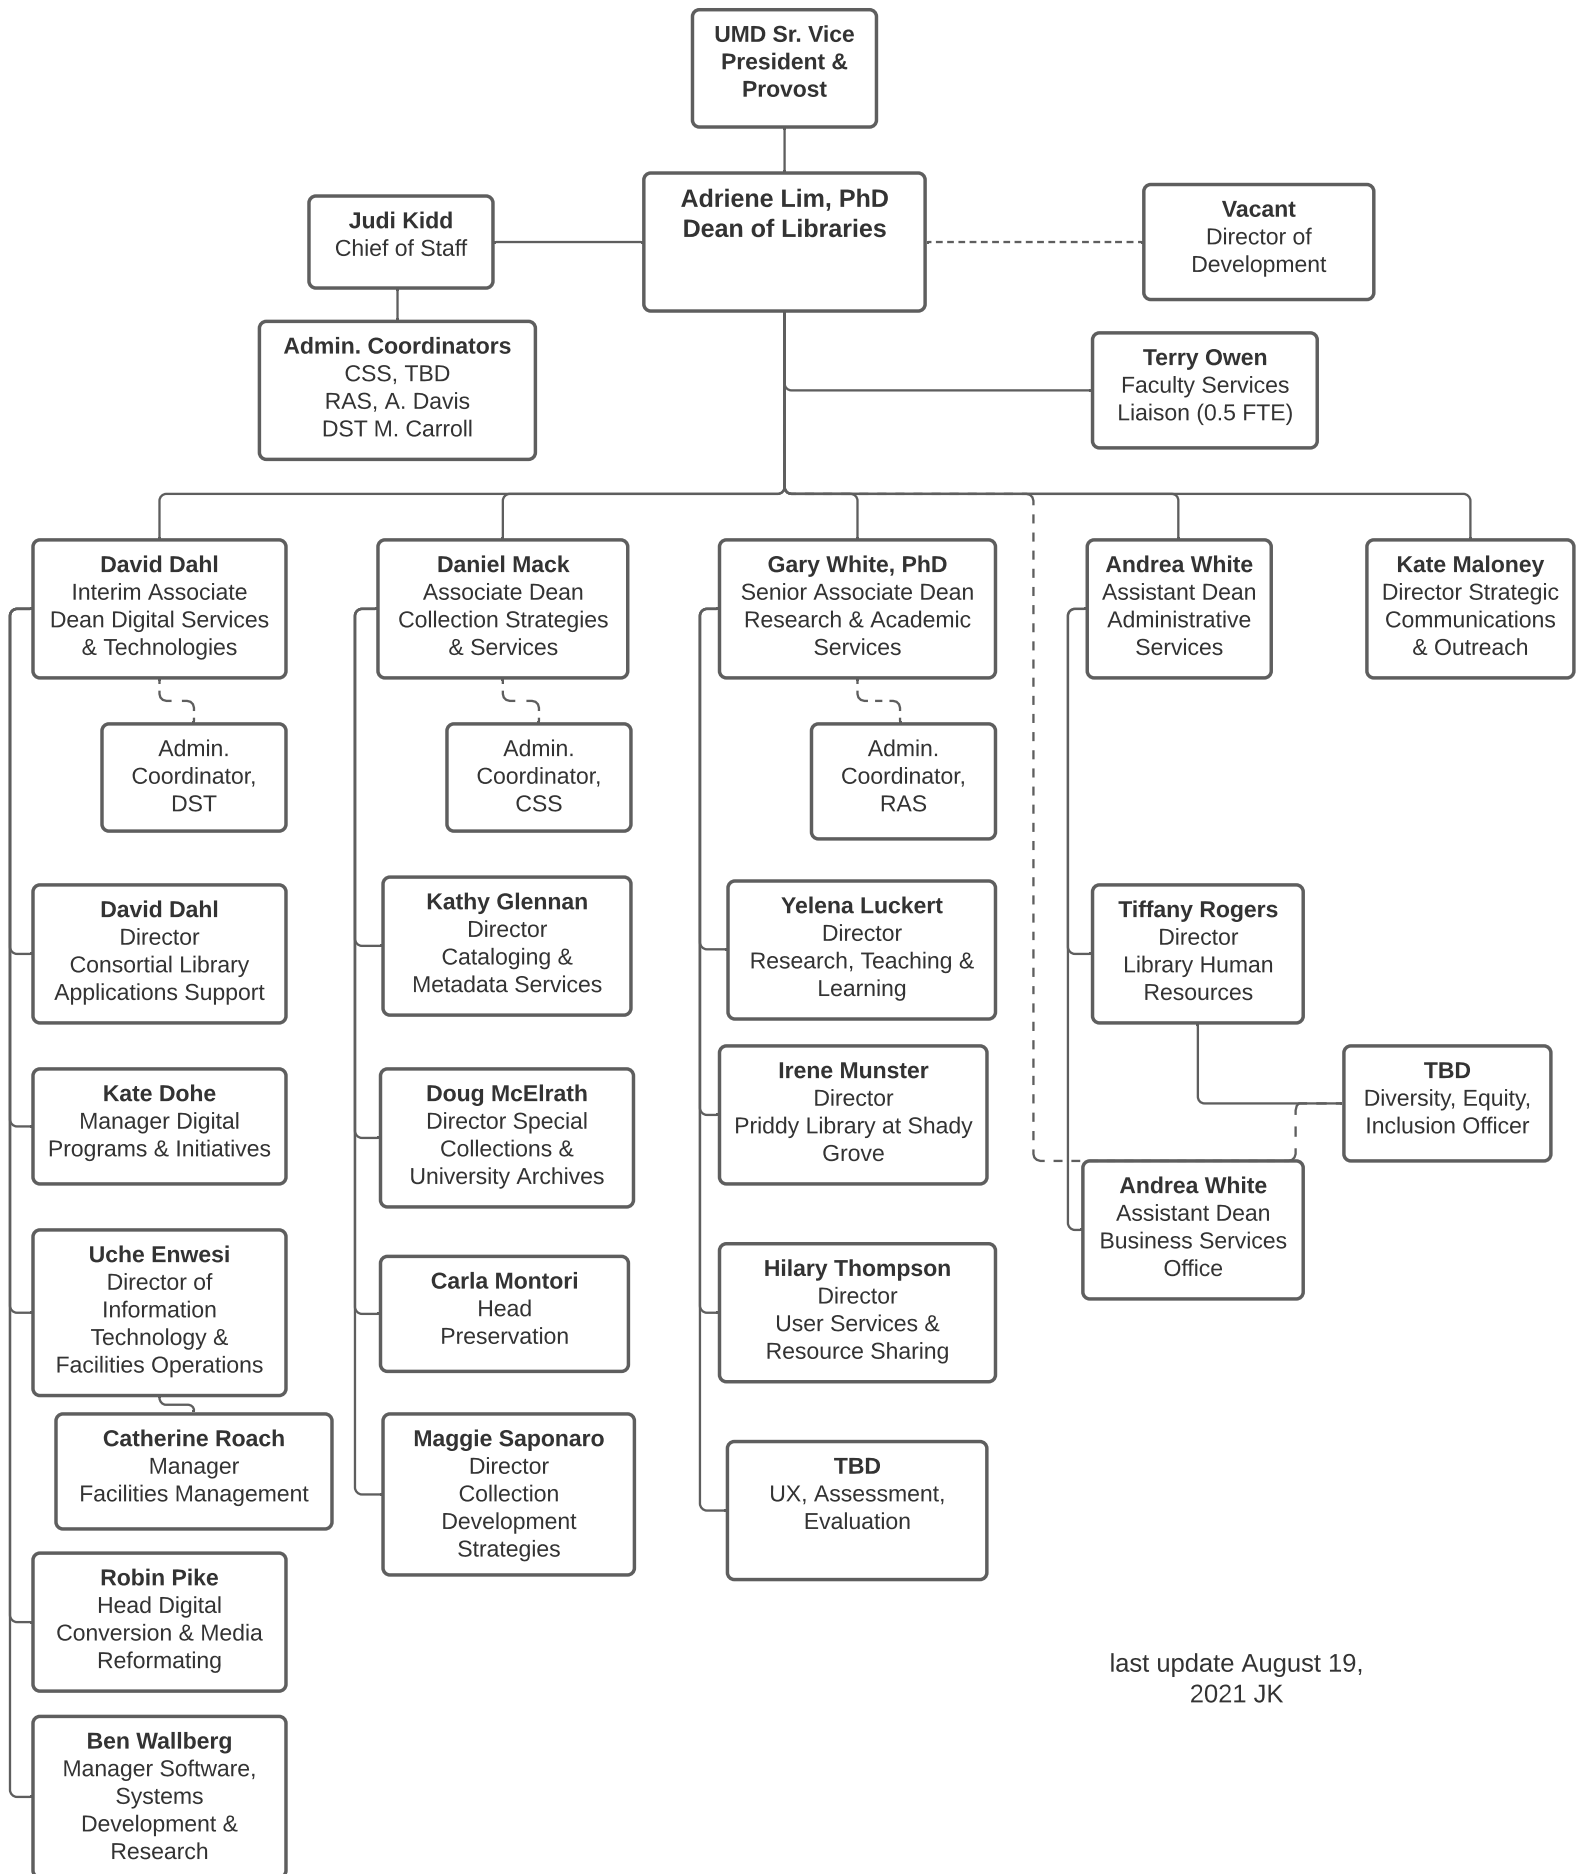 UMD Sr. Vice
President &
Provost
Adriene Lim, PhD
Dean of Libraries
Judi Kidd
Chief of Staff
Vacant
Director of
Development
Admin. Coordinators
CSS, TBD
RAS, A. Davis
DST M. Carroll
Terry Owen
Faculty Services
Liaison (0.5 FTE)
David Dahl
Interim Associate
Dean Digital Services
& Technologies
Daniel Mack
Associate Dean
Collection Strategies
& Services
Gary White, PhD
Senior Associate Dean
Research & Academic
Services
Andrea White
Assistant Dean
Administrative
Services
Kate Maloney
Director Strategic
Communications
& Outreach
Admin.
Coordinator,
DST
Admin.
Coordinator,
CSS
Admin.
Coordinator,
RAS
David Dahl
Director
Consortial Library
Applications Support
Kathy Glennan
Director
Cataloging &
Metadata Services
Yelena Luckert
Director
Research, Teaching &
Learning
Tiffany Rogers
Director
Library Human
Resources
Kate Dohe
Manager Digital
Programs & Initiatives
Doug McElrath
Director Special
Collections &
University Archives
Irene Munster
Director
Priddy Library at Shady
Grove
TBD
Diversity, Equity,
Inclusion Officer
Andrea White
Assistant Dean
Business Services
Office
Uche Enwesi
Director of
Information
Technology &
Facilities Operations
Carla Montori
Head
Preservation
Hilary Thompson
Director
User Services &
Resource Sharing
Catherine Roach
Manager
Facilities Management
Maggie Saponaro
Director
Collection
Development
Strategies
TBD
UX, Assessment,
Evaluation
Robin Pike
Head Digital
Conversion & Media
Reformating
last update August 19,
2021 JK
Ben Wallberg
Manager Software,
Systems
Development &
Research